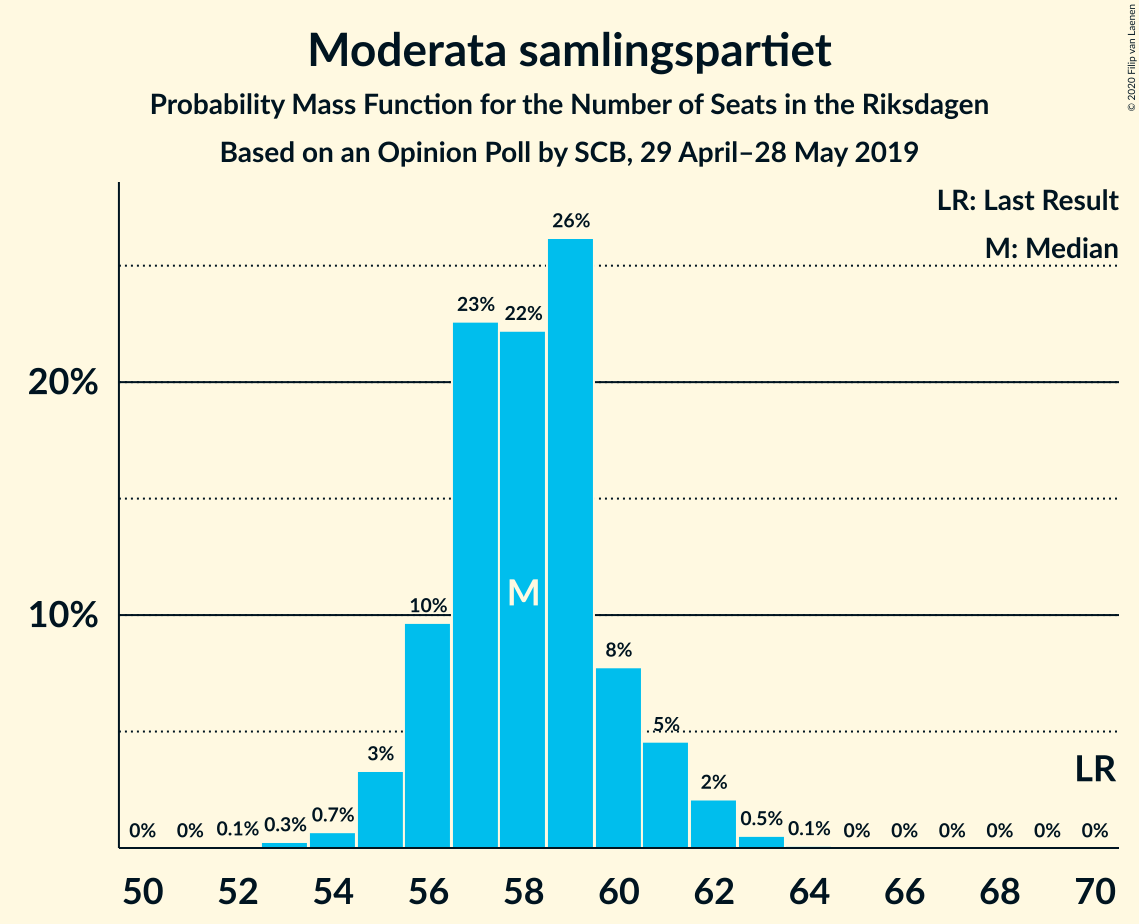 Moderata samlingspartiet
Probability Mass Function for the Number of Seats in the Riksdagen
Based on an Opinion Poll by SCB, 29 April–28 May 2019
© 2020 Filip van Laenen
LR: Last Result
M: Median
26%
23%
22%
20%
M
10%
10%
8%
5%
3%
LR
2%
0% 0% 0.1% 0.3% 0.7% 0.5% 0.1% 0% 0% 0% 0% 0% 0%
50 52 54 56 58 60 62 64 66 68 70